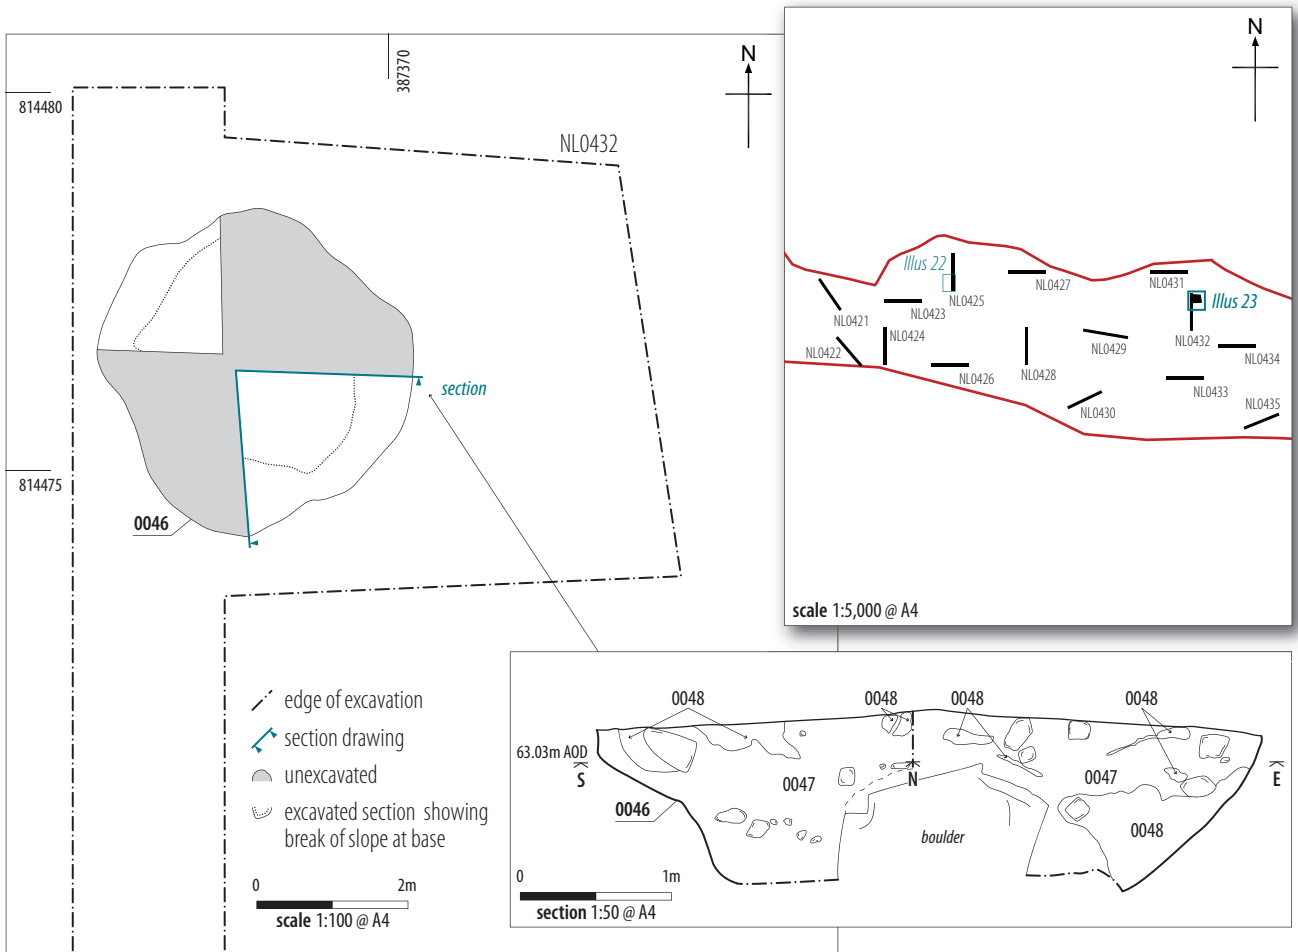 387370
N
814480
NL0432
section
814475
0046
edge of excavation
section drawing
unexcavated
excavated section showing
break of slope at base
0
2m
scale 1:100 @ A4
N
Illus 22
NL0425
NL0427
NL0431
NL0421
NL0423
Illus 23
NL0424
NL0422
NL0432
NL0429
NL0434
NL0426
NL0428
NL0433
NL0430
NL0435
scale 1:5,000 @ A4
0048
0048
0048
0048
63.03m AOD
S
0047
N
0047
E
0046
boulder
0048
0
1m
section 1:50 @ A4